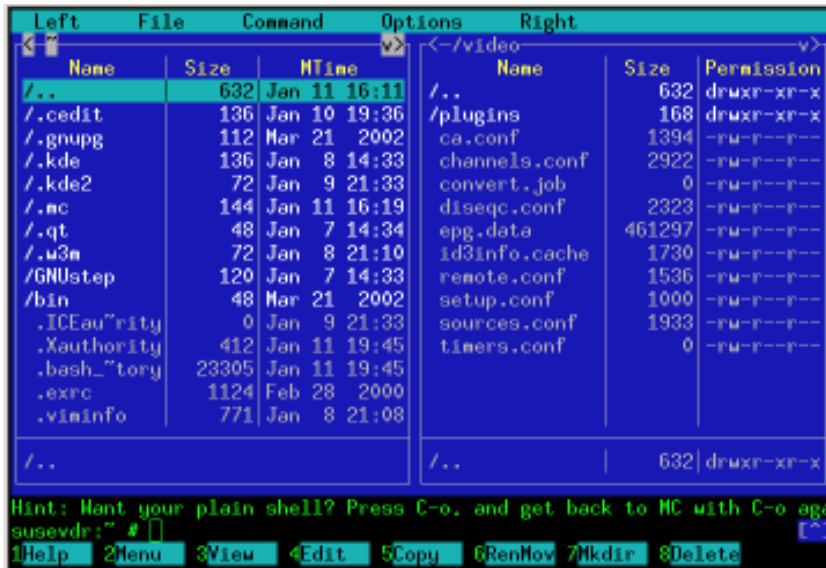 Left File Command Options Right
< ~ v> <~/video v>
Name Size MTime Name Size Permission
/.. 632 Jan 11 16:11 /.. 632 drwxr-xr-x
/.cedit 136 Jan 10 19:36 /plugins 168 drwxr-xr-x
/.gnupg 112 Mar 21 2002 ca.conf 1394 -rw-r--r--
/.kde 136 Jan 8 14:33 channels.conf 2922 -rw-r--r--
/.kde2 72 Jan 9 21:33 convert.job 0 -rw-r--r--
/.mc 144 Jan 11 16:19 diseqc.conf 2323 -rw-r--r--
/.qt 48 Jan 7 14:34 epg.data 461297 -rw-r--r--
/.w3m 72 Jan 8 21:10 id3info.cache 1730 -rw-r--r--
/GNUstep 120 Jan 7 14:33 remote.conf 1536 -rw-r--r--
/bin 48 Mar 21 2002 setup.conf 1000 -rw-r--r--
.ICEau~rity 0 Jan 9 21:33 sources.conf 1933 -rw-r--r--
.Xauthority 412 Jan 11 19:45 timers.conf 0 -rw-r--r--
.bash_~tory 23305 Jan 11 19:45
.exrc 1124 Feb 28 2000
.viminfo 771 Jan 8 21:08
/.. /.. 632 drwxr-xr-x
Hint: Want your plain shell? Press C-o, and get back to MC with C-o aga
susevdr:~ # [^
1Help 2Menu 3View 4Edit 5Copy 6RenMov 7Mkdir 8Delete